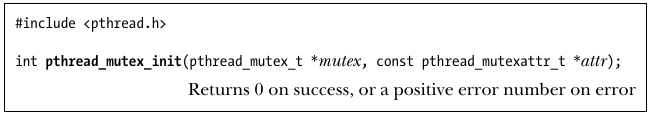 #include <pthread.h>
int pthread_mutex_init(pthread_mutex_t *mutex, const pthread_mutexattr_t *attr);
Returns 0 on success, or a positive error number on error